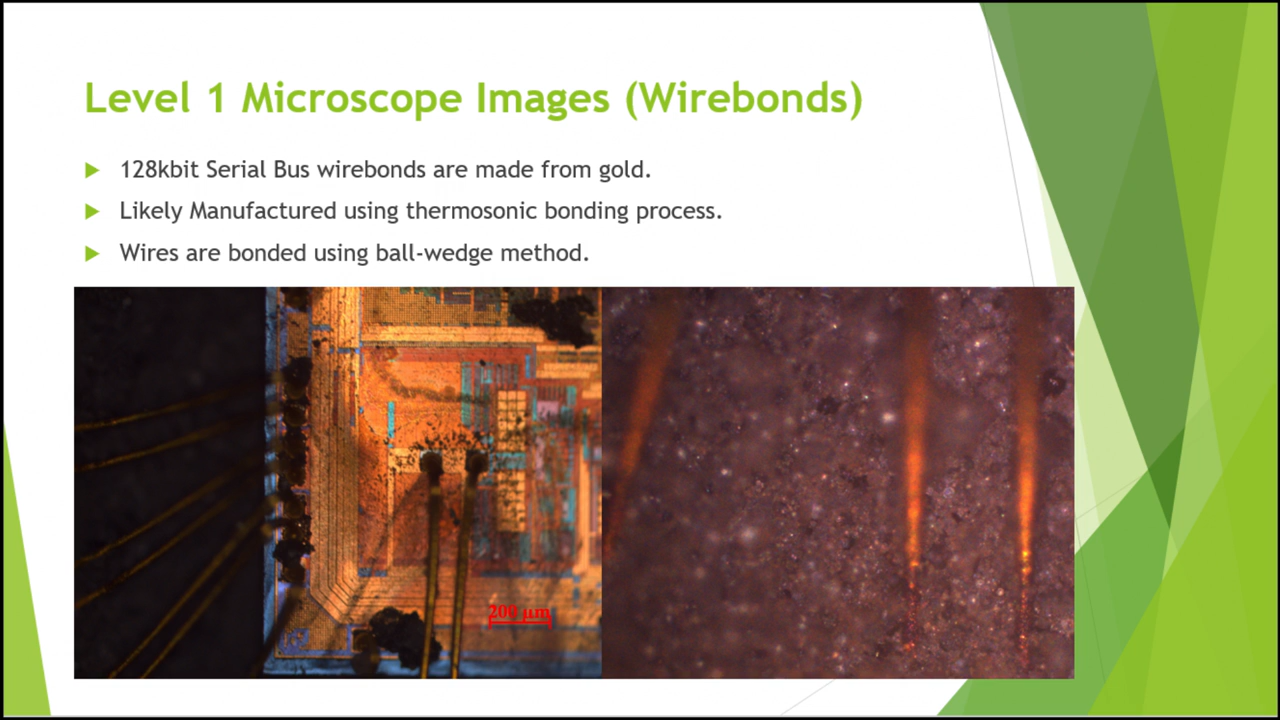 Level 1 Microscope Images (Wirebonds)
128kbit Serial Bus wirebonds are made from gold.
Likely Manufactured using thermosonic bonding process.
Wires are bonded using ball-wedge method.
200 µm